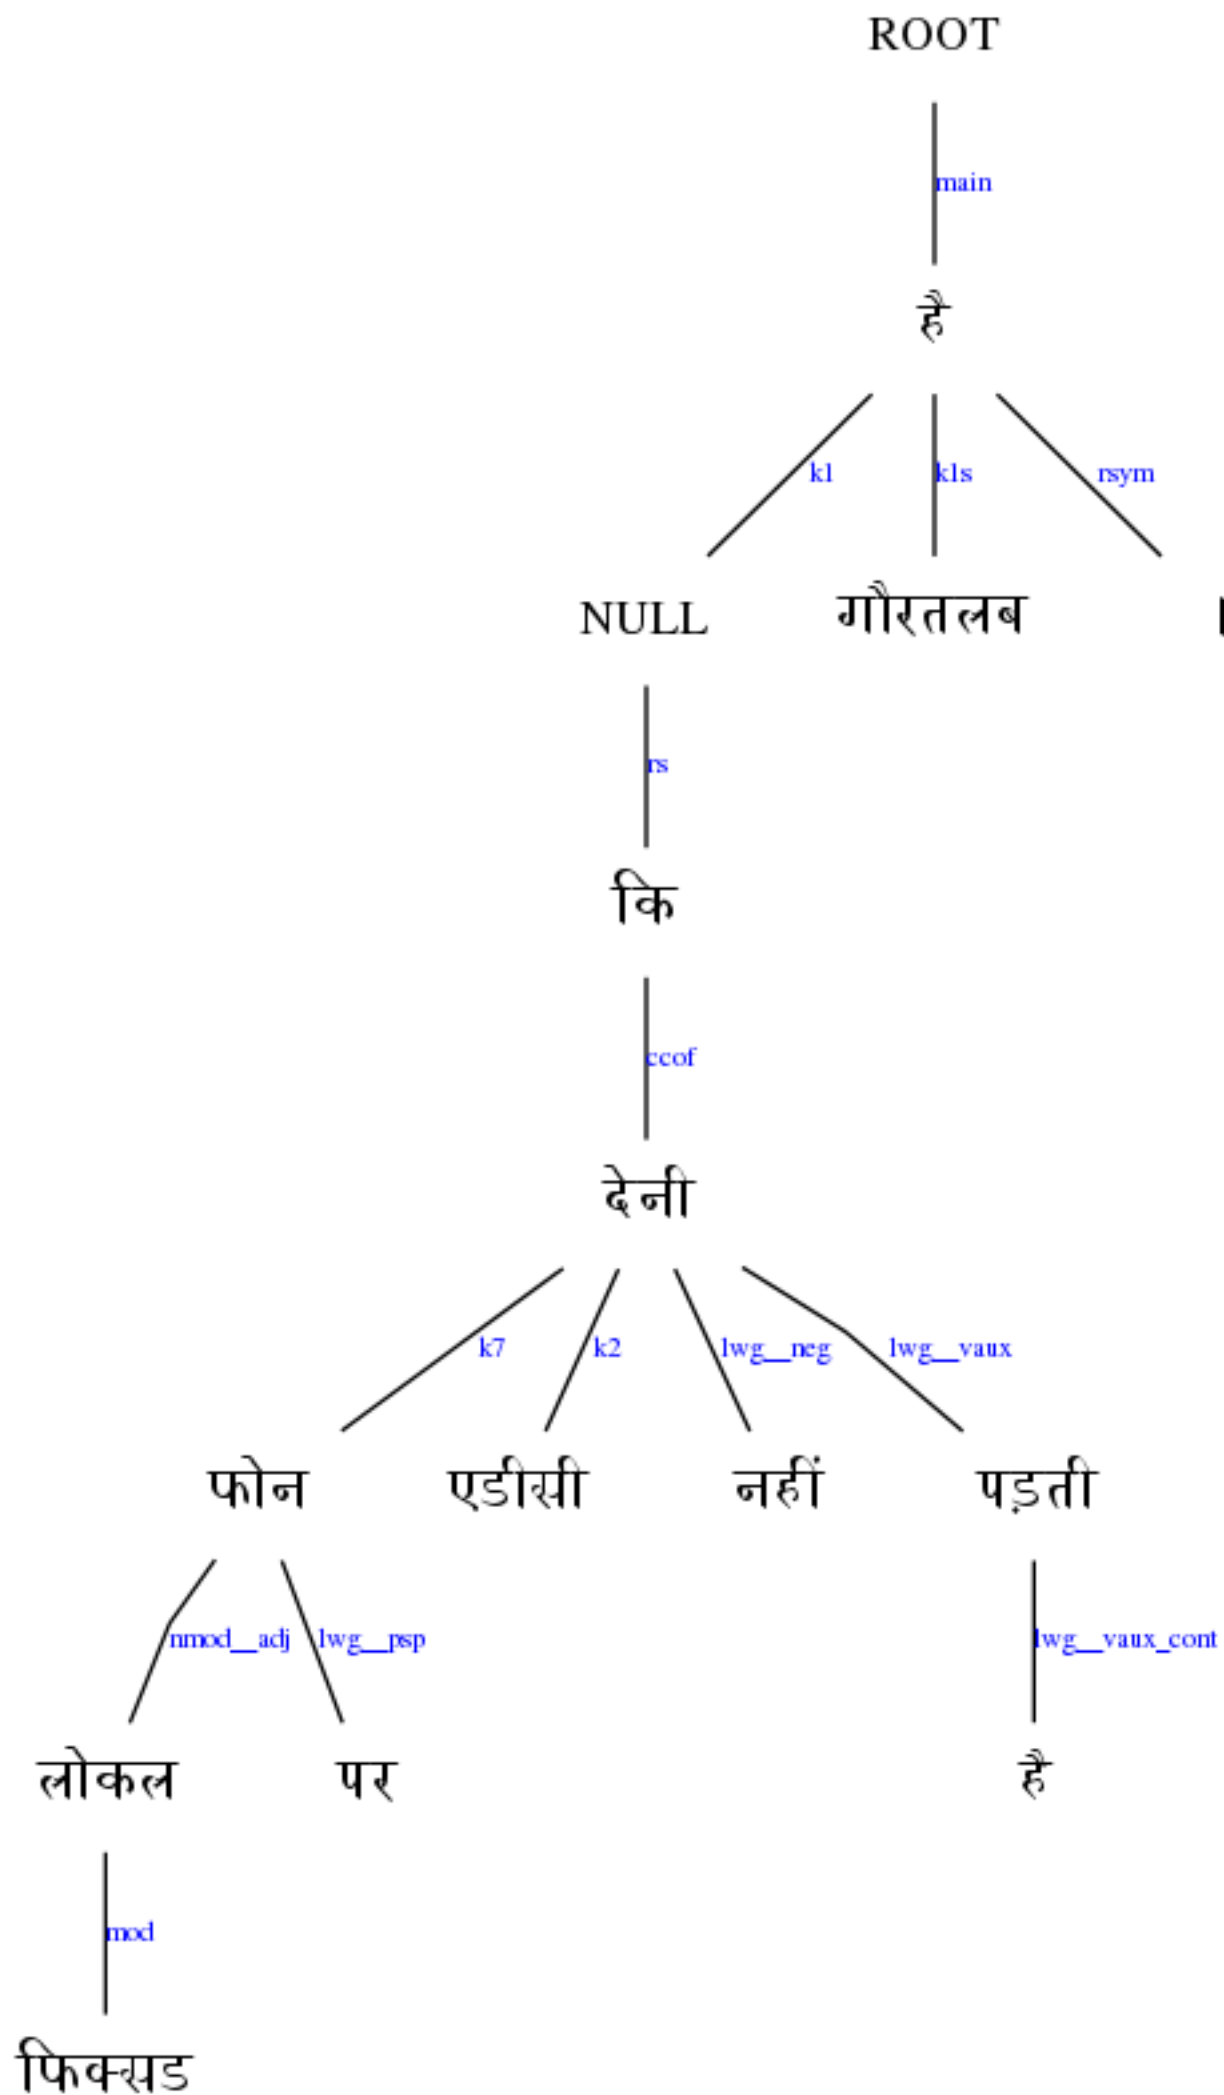 ROOT
main
है
k1 k1s rsym
NULL गौरतलब ।
rs
कि
ccof
देनी
k7 k2 lwg__neg lwg__vaux
फोन एडीसी नहीं पड़ती
nmod__adj lwg__psp lwg__vaux_cont
लोकल पर है
mod
फिक्सड